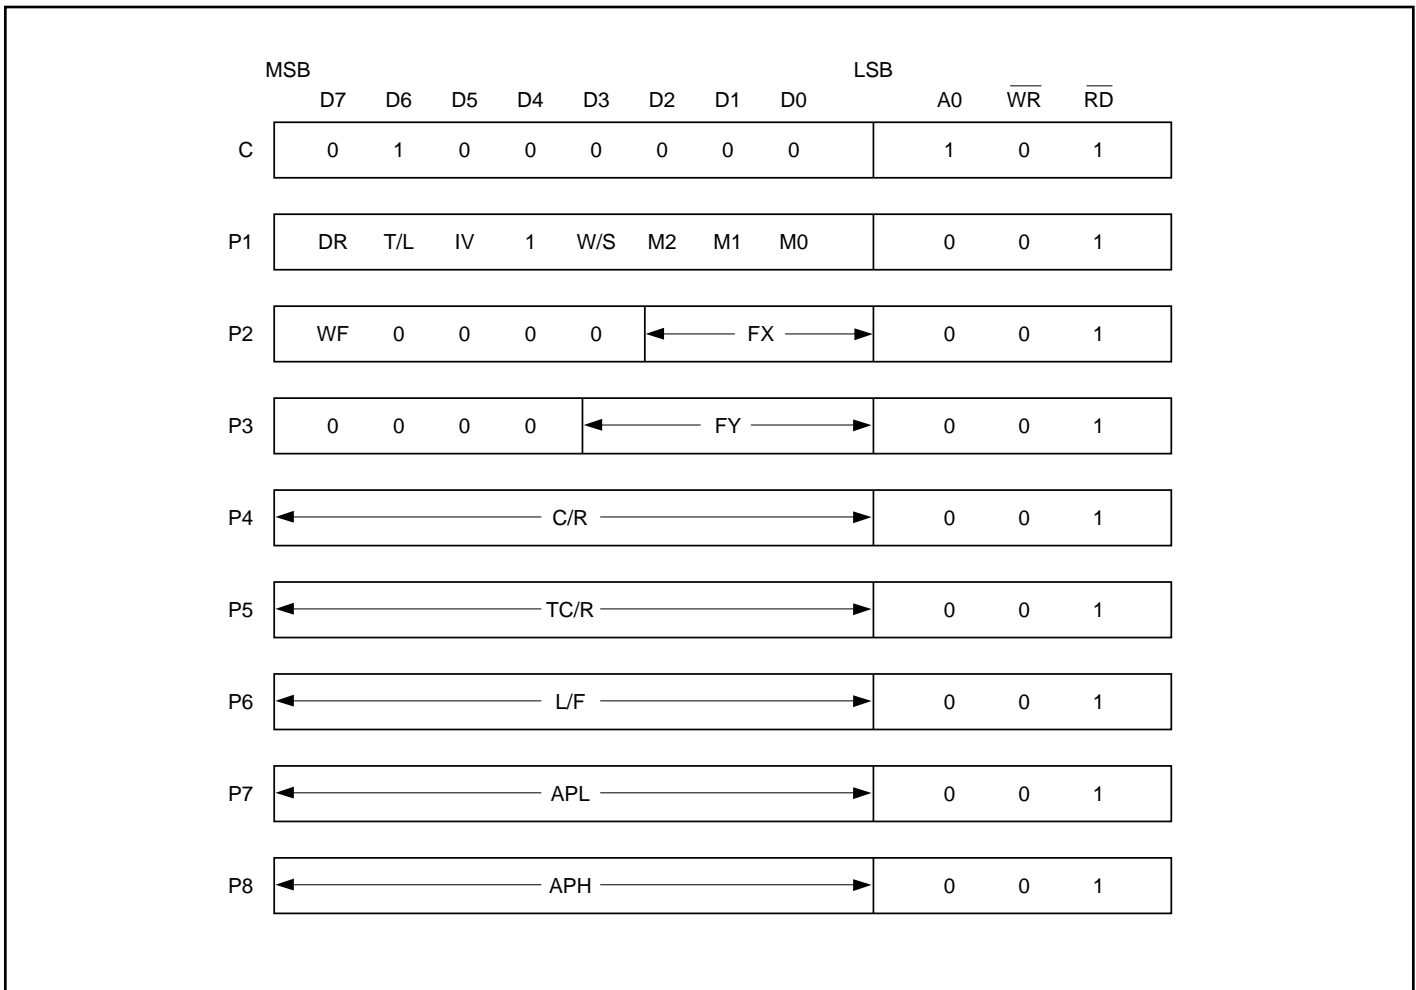 MSB LSB
D7 D6 D5 D4 D3 D2 D1 D0 A0 WR RD
C 0 1 0 0 0 0 0 0 1 0 1
P1 DR T/L IV 1 W/S M2 M1 M0 0 0 1
P2 WF 0 0 0 0 FX 0 0 1
P3 0 0 0 0 FY 0 0 1
P4 C/R 0 0 1
P5 TC/R 0 0 1
P6 L/F 0 0 1
P7 APL 0 0 1
P8 APH 0 0 1